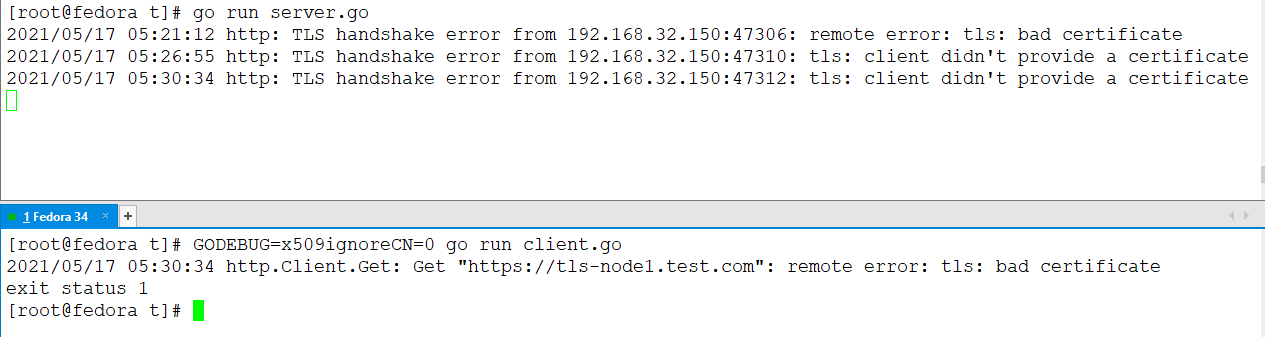 [root@fedora t]# go run server.go
2021/05/17 05:21:12 http: TLS handshake error from 192.168.32.150:47306: remote error: tls: bad certificate
2021/05/17 05:26:55 http: TLS handshake error from 192.168.32.150:47310: tls: client didn't provide a certificate
2021/05/17 05:30:34 http: TLS handshake error from 192.168.32.150:47312: tls: client didn't provide a certificate
1 Fedora 34 × +
[root@fedora t]# GODEBUG=x509ignoreCN=0 go run client.go
2021/05/17 05:30:34 http.Client.Get: Get "https://tls-node1.test.com": remote error: tls: bad certificate
exit status 1
[root@fedora t]#